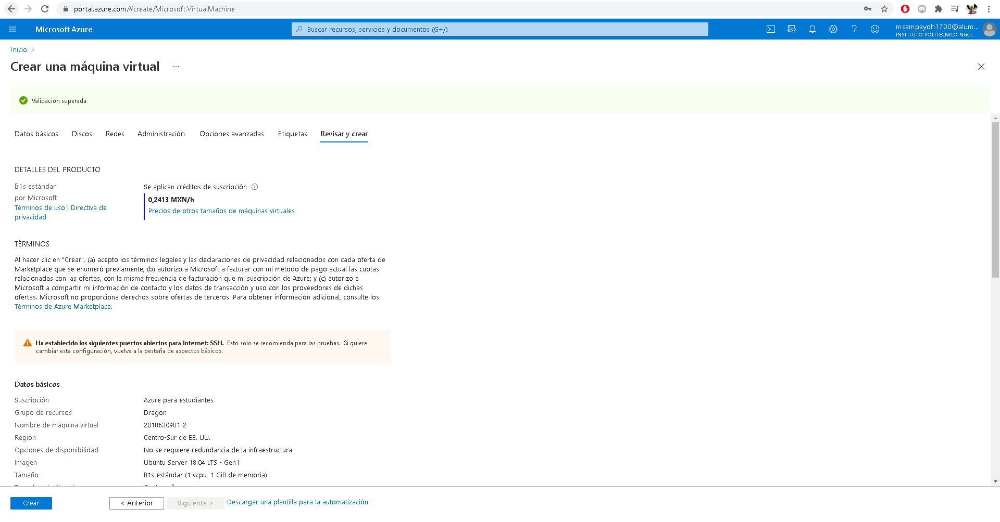 portal.azure.com/#create/Microsoft.VirtualMachine
Microsoft Azure
Buscar recursos, servicios y documentos (G+/)
msampayoh1700@alum...
INSTITUTO POLITECNICO NACI...
Inicio
Crear una máquina virtual
...
Validación superada
Datos básicos Discos Redes Administración Opciones avanzadas Etiquetas Revisar y crear
DETALLES DEL PRODUCTO
B1s estándar
por Microsoft
Términos de uso | Directiva de
privacidad
Se aplican créditos de suscripción
0,2413 MXN/h
Precios de otros tamaños de máquinas virtuales
TÉRMINOS
Al hacer clic en "Crear", (a) acepto los términos legales y las declaraciones de privacidad relacionados con cada oferta de
Marketplace que se enumeró previamente; (b) autorizo a Microsoft a facturar con mi método de pago actual las cuotas
relacionadas con las ofertas, con la misma frecuencia de facturación que mi suscripción de Azure; y (c) autorizo a
Microsoft a compartir mi información de contacto y los datos de transacción y uso con los proveedores de dichas
ofertas. Microsoft no proporciona derechos sobre ofertas de terceros. Para obtener información adicional, consulte los
Términos de Azure Marketplace.
Ha establecido los siguientes puertos abiertos para Internet: SSH. Esto solo se recomienda para las pruebas. Si quiere
cambiar esta configuración, vuelva a la pestaña de aspectos básicos.
Datos básicos
Suscripción Azure para estudiantes
Grupo de recursos Dragon
Nombre de máquina virtual 2018630981-2
Región Centro-Sur de EE. UU.
Opciones de disponibilidad No se requiere redundancia de la infraestructura
Imagen Ubuntu Server 18.04 LTS - Gen1
Tamaño B1s estándar (1 vcpu, 1 GiB de memoria)
Crear < Anterior Siguiente > Descargar una plantilla para la automatización